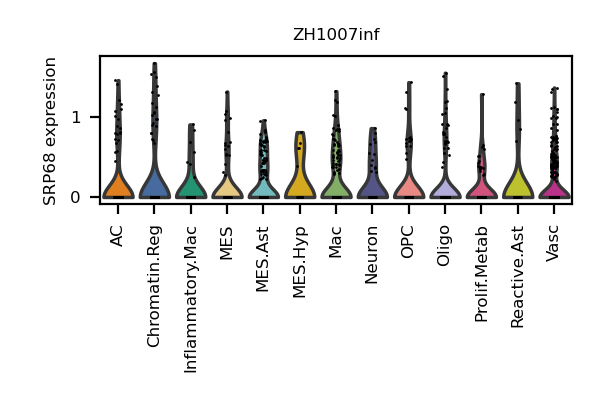 ZH1007inf
SRP68 expression
1
0
AC
Chromatin.Reg
Inflammatory.Mac
MES
MES.Ast
MES.Hyp
Mac
Neuron
OPC
Oligo
Prolif.Metab
Reactive.Ast
Vasc